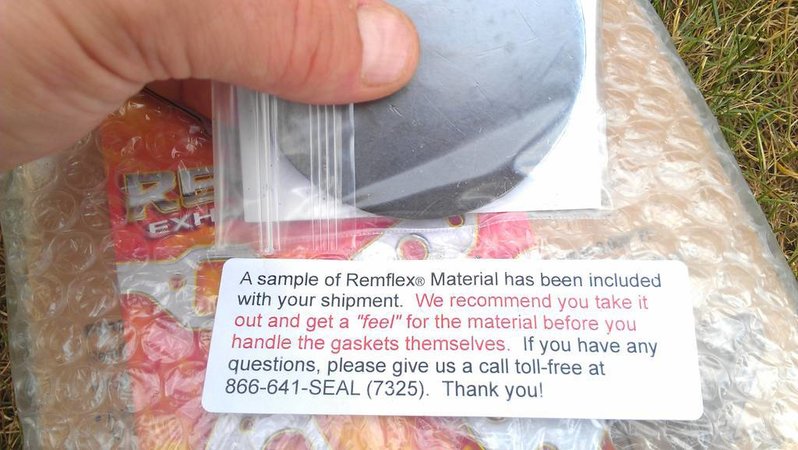 EXH
A sample of Remflex® Material has been included
with your shipment. We recommend you take it
out and get a "feel" for the material before you
handle the gaskets themselves. If you have any
questions, please give us a call toll-free at
866-641-SEAL (7325). Thank you!